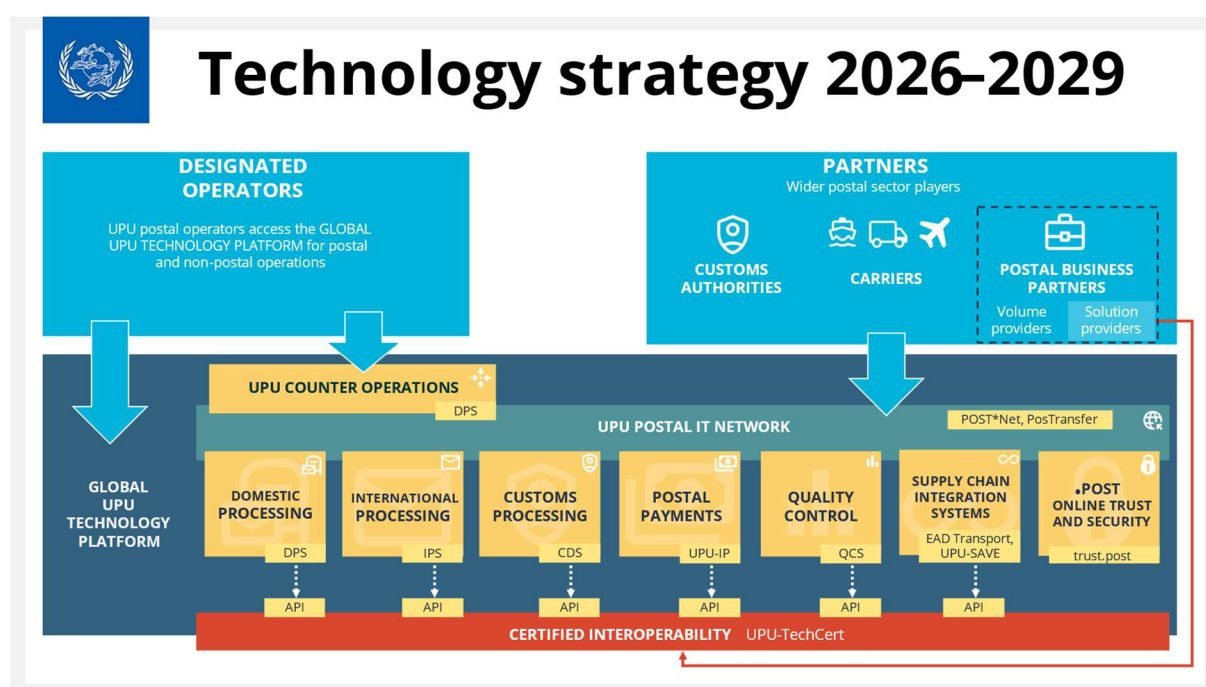 Technology strategy 2026–2029
DESIGNATED
OPERATORS
UPU postal operators access the GLOBAL
UPU TECHNOLOGY PLATFORM for postal
and non-postal operations
PARTNERS
Wider postal sector players
CUSTOMS
AUTHORITIES
CARRIERS
POSTAL BUSINESS
PARTNERS
Volume
providers
Solution
providers
UPU COUNTER OPERATIONS
DPS
UPU POSTAL IT NETWORK
POST*Net, PosTransfer
GLOBAL
UPU
TECHNOLOGY
PLATFORM
DOMESTIC
PROCESSING
DPS
API
INTERNATIONAL
PROCESSING
IPS
API
CUSTOMS
PROCESSING
CDS
API
POSTAL
PAYMENTS
UPU-IP
API
QUALITY
CONTROL
QCS
API
SUPPLY CHAIN
INTEGRATION
SYSTEMS
EAD Transport,
UPU-SAVE
API
.POST
ONLINE TRUST
AND SECURITY
trust.post
CERTIFIED INTEROPERABILITY UPU-TechCert